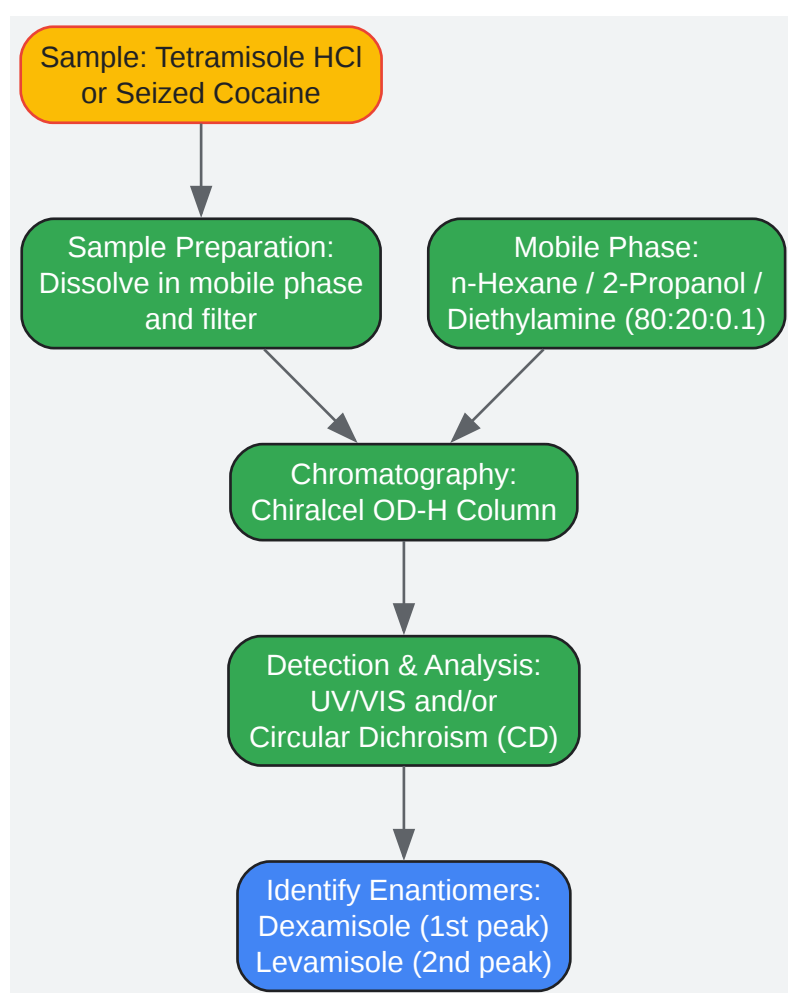 Sample: Tetramisole HCl
or Seized Cocaine
Sample Preparation:
Dissolve in mobile phase
and filter
Mobile Phase:
n-Hexane / 2-Propanol /
Diethylamine (80:20:0.1)
Chromatography:
Chiralcel OD-H Column
Detection & Analysis:
UV/VIS and/or
Circular Dichroism (CD)
Identify Enantiomers:
Dexamisole (1st peak)
Levamisole (2nd peak)